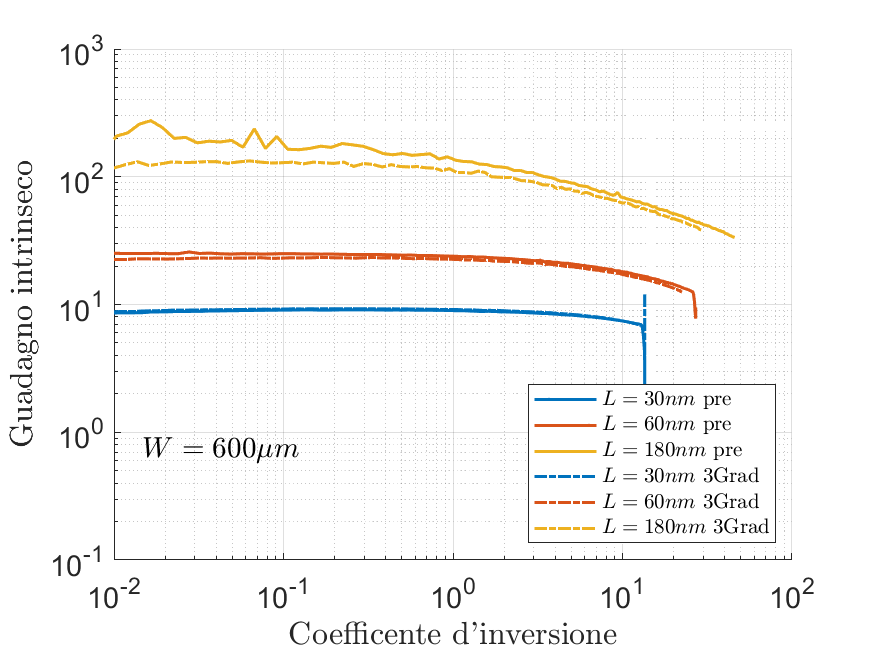 10^3
10^2
10^1
10^0
10^-1
Guadagno intrinseco
W = 600μm
L = 30nm pre
L = 60nm pre
L = 180nm pre
L = 30nm 3Grad
L = 60nm 3Grad
L = 180nm 3Grad
10^-2 10^-1 10^0 10^1 10^2
Coefficente d'inversione